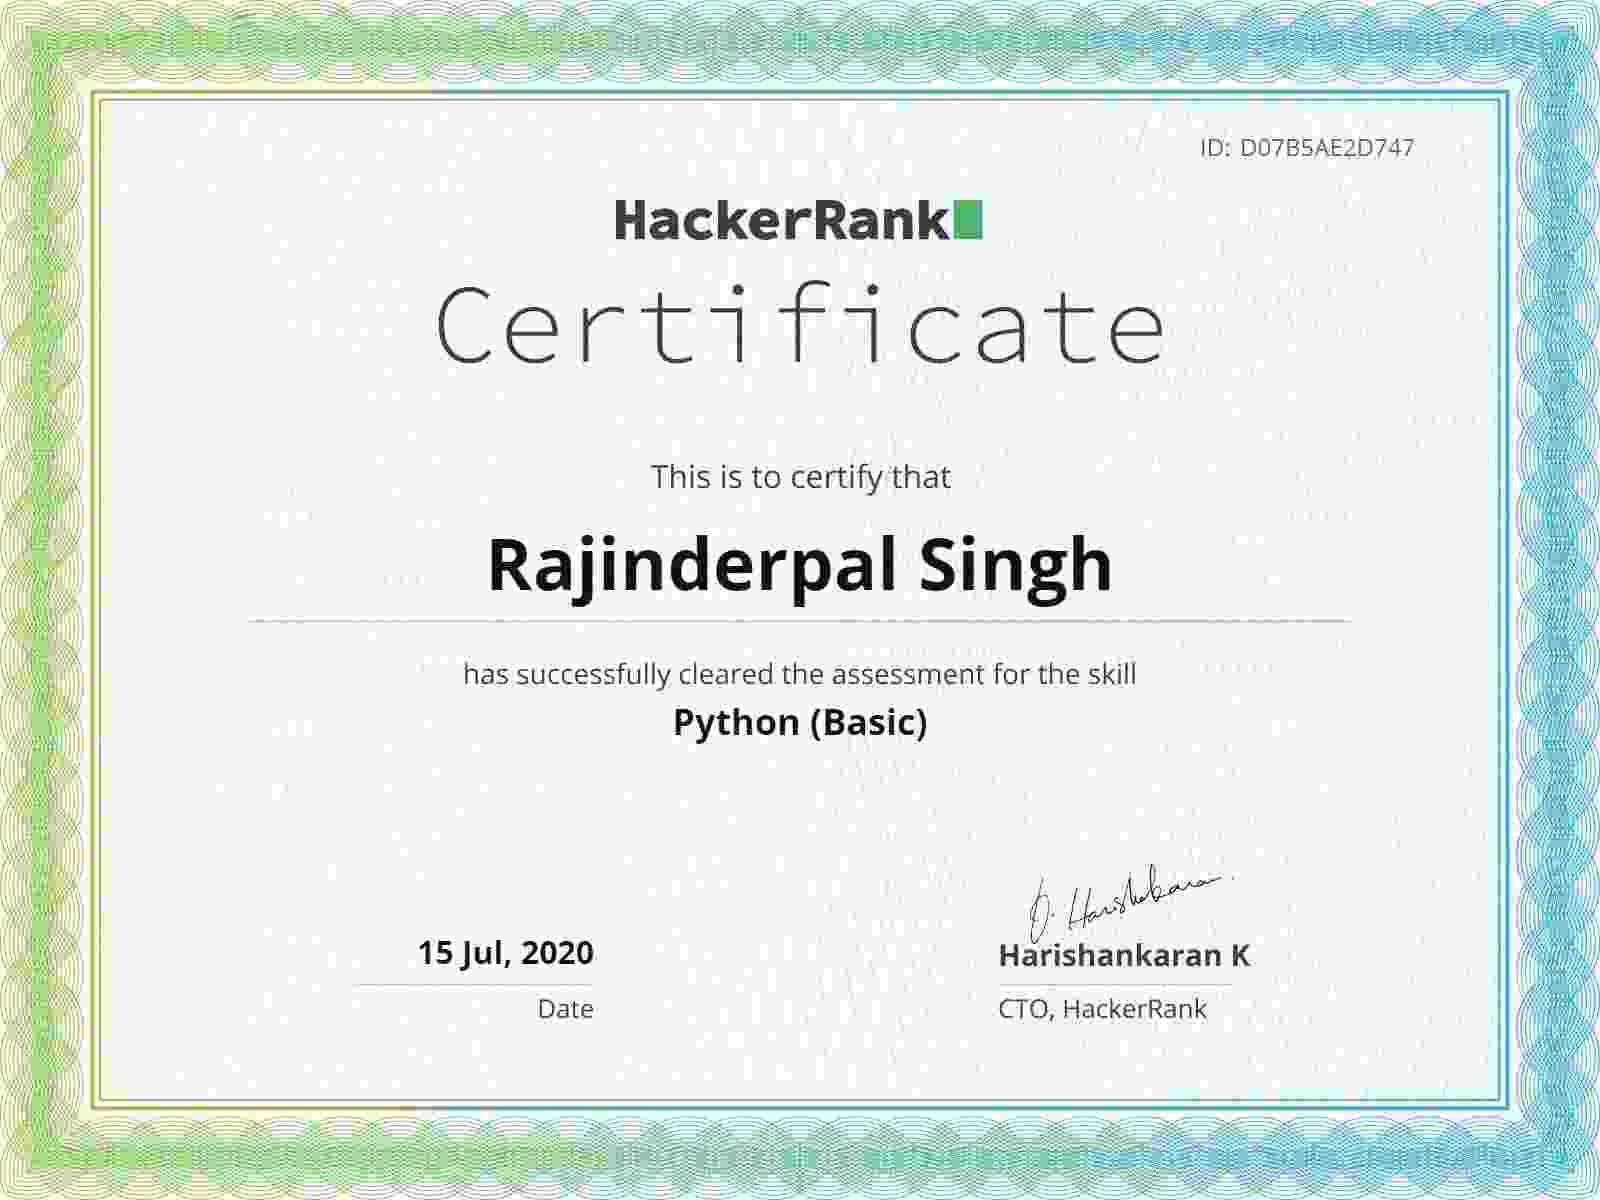 ID: D07B5AE2D747
HackerRank
Certificate
This is to certify that
Rajinderpal Singh
has successfully cleared the assessment for the skill
Python (Basic)
15 Jul, 2020
Date
Harishankaran K
CTO, HackerRank